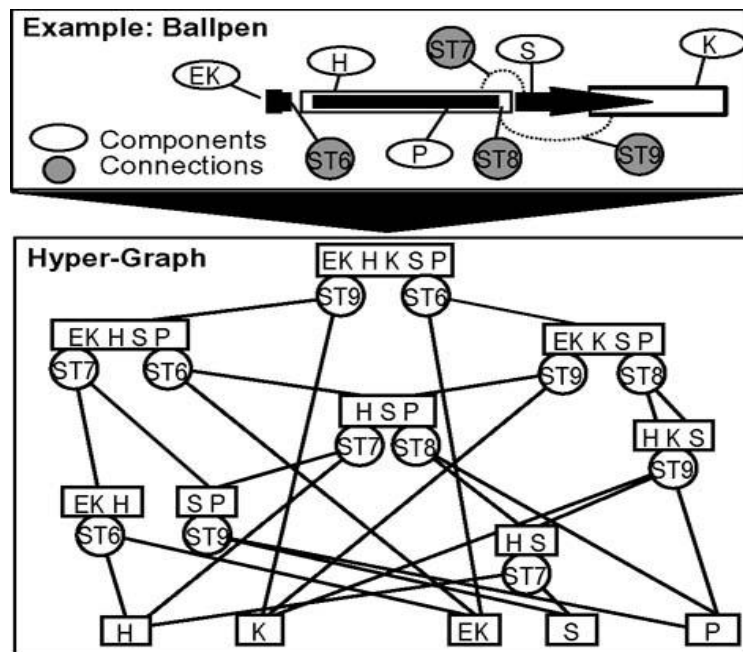 Example: Ballpen
ST7
S
K
H
EK
Components
Connections
ST6
P
ST8
ST9
Hyper-Graph
EK H K S P
ST9 ST6
EK H S P
EK K S P
ST7 ST6
ST9 ST8
H S P
H K S
ST7 ST8
ST9
EK H
S P
ST6
ST9
H S
ST7
H K EK S P